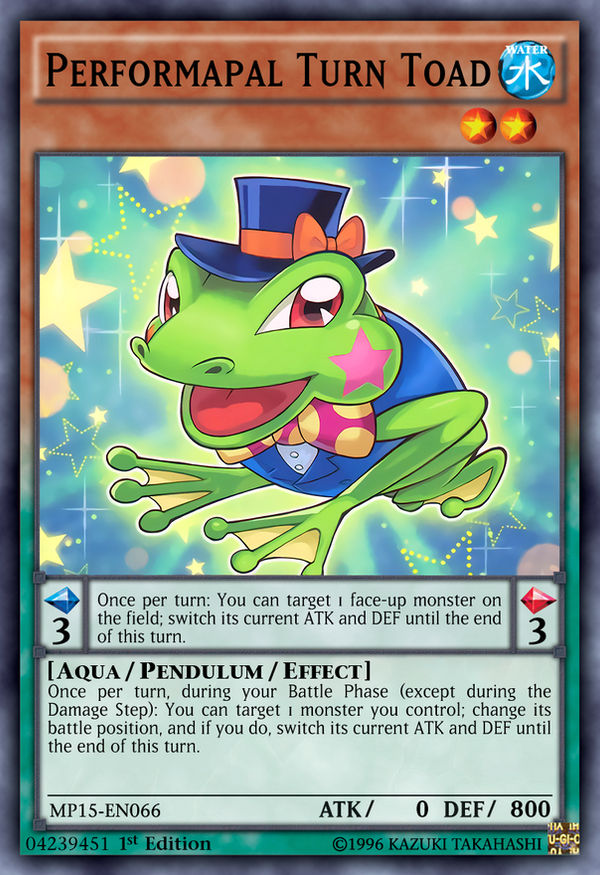 PERFORMAPAL TURN TOAD
WATER
水
3
Once per turn: You can target 1 face-up monster on
the field; switch its current ATK and DEF until the end
of this turn.
3
[AQUA / PENDULUM / EFFECT]
Once per turn, during your Battle Phase (except during the
Damage Step): You can target 1 monster you control; change its
battle position, and if you do, switch its current ATK and DEF until
the end of this turn.
MP15-EN066
ATK/ 0 DEF/ 800
04239451 1st Edition
©1996 KAZUKI TAKAHASHI